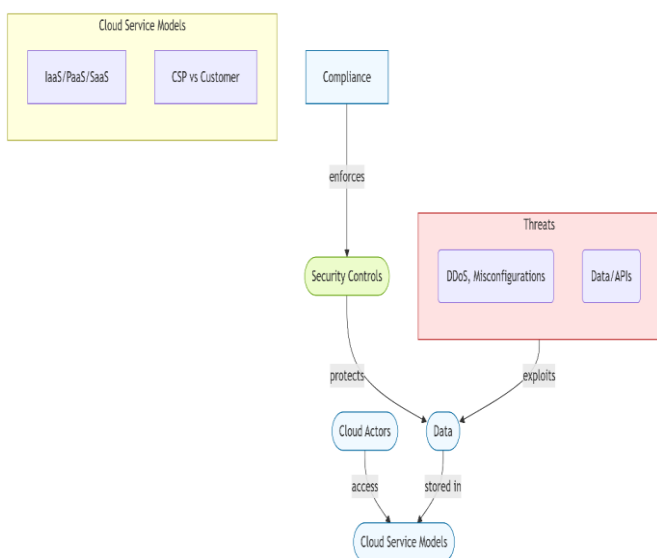 Cloud Service Models
IaaS/PaaS/SaaS
CSP vs Customer
Compliance
enforces
Threats
Security Controls
DDoS, Misconfigurations
Data/APIs
protects
exploits
Cloud Actors
Data
access
stored in
Cloud Service Models